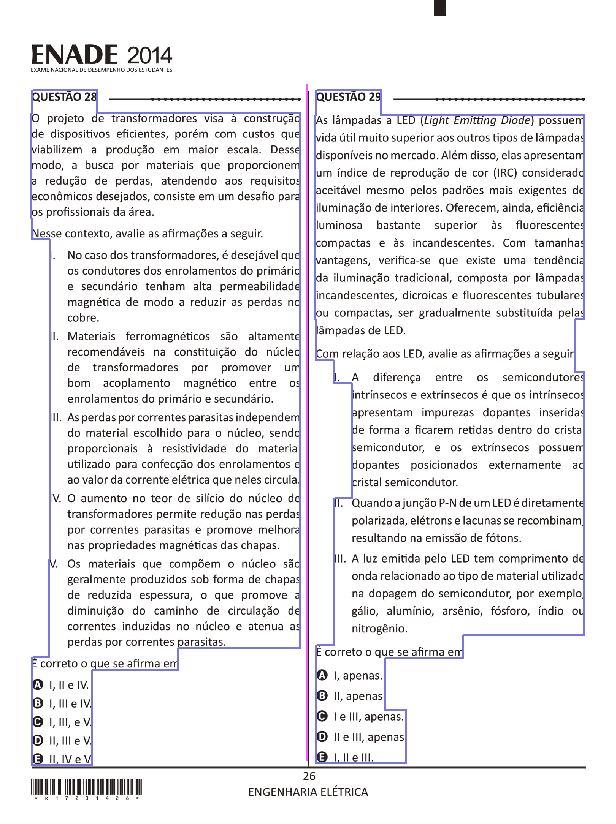 ENADE 2014
EXAME NACIONAL DE DESEMPENHO DOS ESTUDANTES
QUESTÃO 28
O projeto de transformadores visa à construção
de dispositivos eficientes, porém com custos que
viabilizem a produção em maior escala. Desse
modo, a busca por materiais que proporcionem
a redução de perdas, atendendo aos requisitos
econômicos desejados, consiste em um desafio para
os profissionais da área.
Nesse contexto, avalie as afirmações a seguir.
I. No caso dos transformadores, é desejável que
os condutores dos enrolamentos do primário
e secundário tenham alta permeabilidade
magnética de modo a reduzir as perdas no
cobre.
II. Materiais ferromagnéticos são altamente
recomendáveis na constituição do núcleo
de transformadores por promover um
bom acoplamento magnético entre os
enrolamentos do primário e secundário.
III. As perdas por correntes parasitas independem
do material escolhido para o núcleo, sendo
proporcionais à resistividade do material
utilizado para confecção dos enrolamentos e
ao valor da corrente elétrica que neles circula.
IV. O aumento no teor de silício do núcleo de
transformadores permite redução nas perdas
por correntes parasitas e promove melhora
nas propriedades magnéticas das chapas.
V. Os materiais que compõem o núcleo são
geralmente produzidos sob forma de chapas
de reduzida espessura, o que promove a
diminuição do caminho de circulação de
correntes induzidas no núcleo e atenua as
perdas por correntes parasitas.
É correto o que se afirma em
A I, II e IV.
B I, III e IV.
C I, III, e V.
D II, III e V.
E II, IV e V.
QUESTÃO 29
As lâmpadas a LED (Light Emitting Diode) possuem
vida útil muito superior aos outros tipos de lâmpadas
disponíveis no mercado. Além disso, elas apresentam
um índice de reprodução de cor (IRC) considerado
aceitável mesmo pelos padrões mais exigentes de
iluminação de interiores. Oferecem, ainda, eficiência
luminosa bastante superior às fluorescentes
compactas e às incandescentes. Com tamanhas
vantagens, verifica-se que existe uma tendência
da iluminação tradicional, composta por lâmpadas
incandescentes, dicroicas e fluorescentes tubulares
ou compactas, ser gradualmente substituída pelas
lâmpadas de LED.
Com relação aos LED, avalie as afirmações a seguir.
I. A diferença entre os semicondutores
intrínsecos e extrínsecos é que os intrínsecos
apresentam impurezas dopantes inseridas
de forma a ficarem retidas dentro do cristal
semicondutor, e os extrínsecos possuem
dopantes posicionados externamente ao
cristal semicondutor.
II. Quando a junção P-N de um LED é diretamente
polarizada, elétrons e lacunas se recombinam,
resultando na emissão de fótons.
III. A luz emitida pelo LED tem comprimento de
onda relacionado ao tipo de material utilizado
na dopagem do semicondutor, por exemplo,
gálio, alumínio, arsênio, fósforo, índio ou
nitrogênio.
É correto o que se afirma em
A I, apenas.
B II, apenas.
C I e III, apenas.
D II e III, apenas.
E I, II e III.
26
ENGENHARIA ELÉTRICA